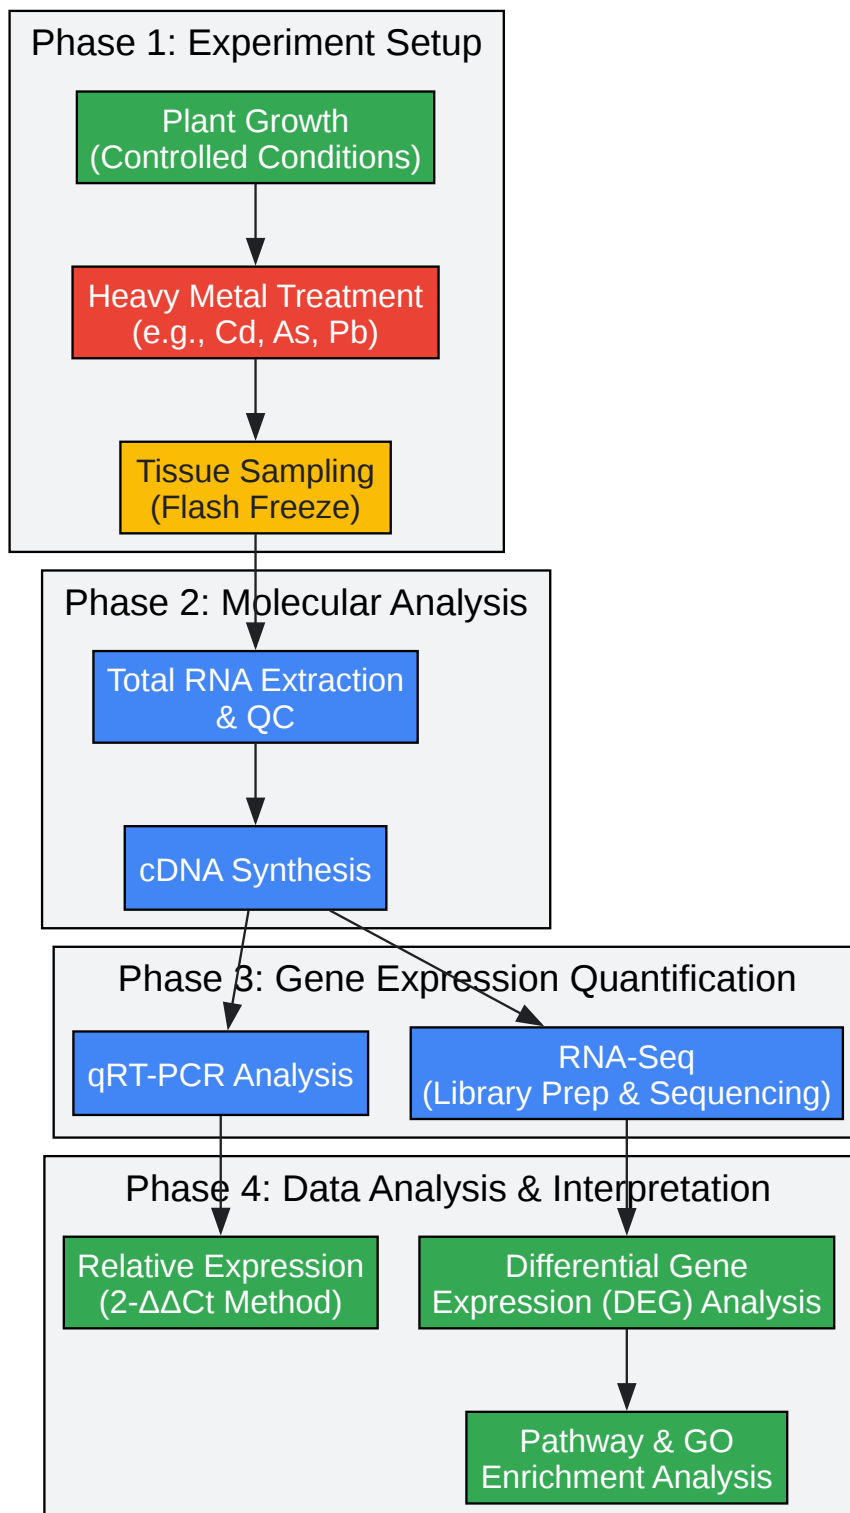 Phase 1: Experiment Setup
Plant Growth
(Controlled Conditions)
Heavy Metal Treatment
(e.g., Cd, As, Pb)
Tissue Sampling
(Flash Freeze)
Phase 2: Molecular Analysis
Total RNA Extraction
& QC
cDNA Synthesis
Phase 3: Gene Expression Quantification
qRT-PCR Analysis
RNA-Seq
(Library Prep & Sequencing)
Phase 4: Data Analysis & Interpretation
Relative Expression
(2-ΔΔCt Method)
Differential Gene
Expression (DEG) Analysis
Pathway & GO
Enrichment Analysis